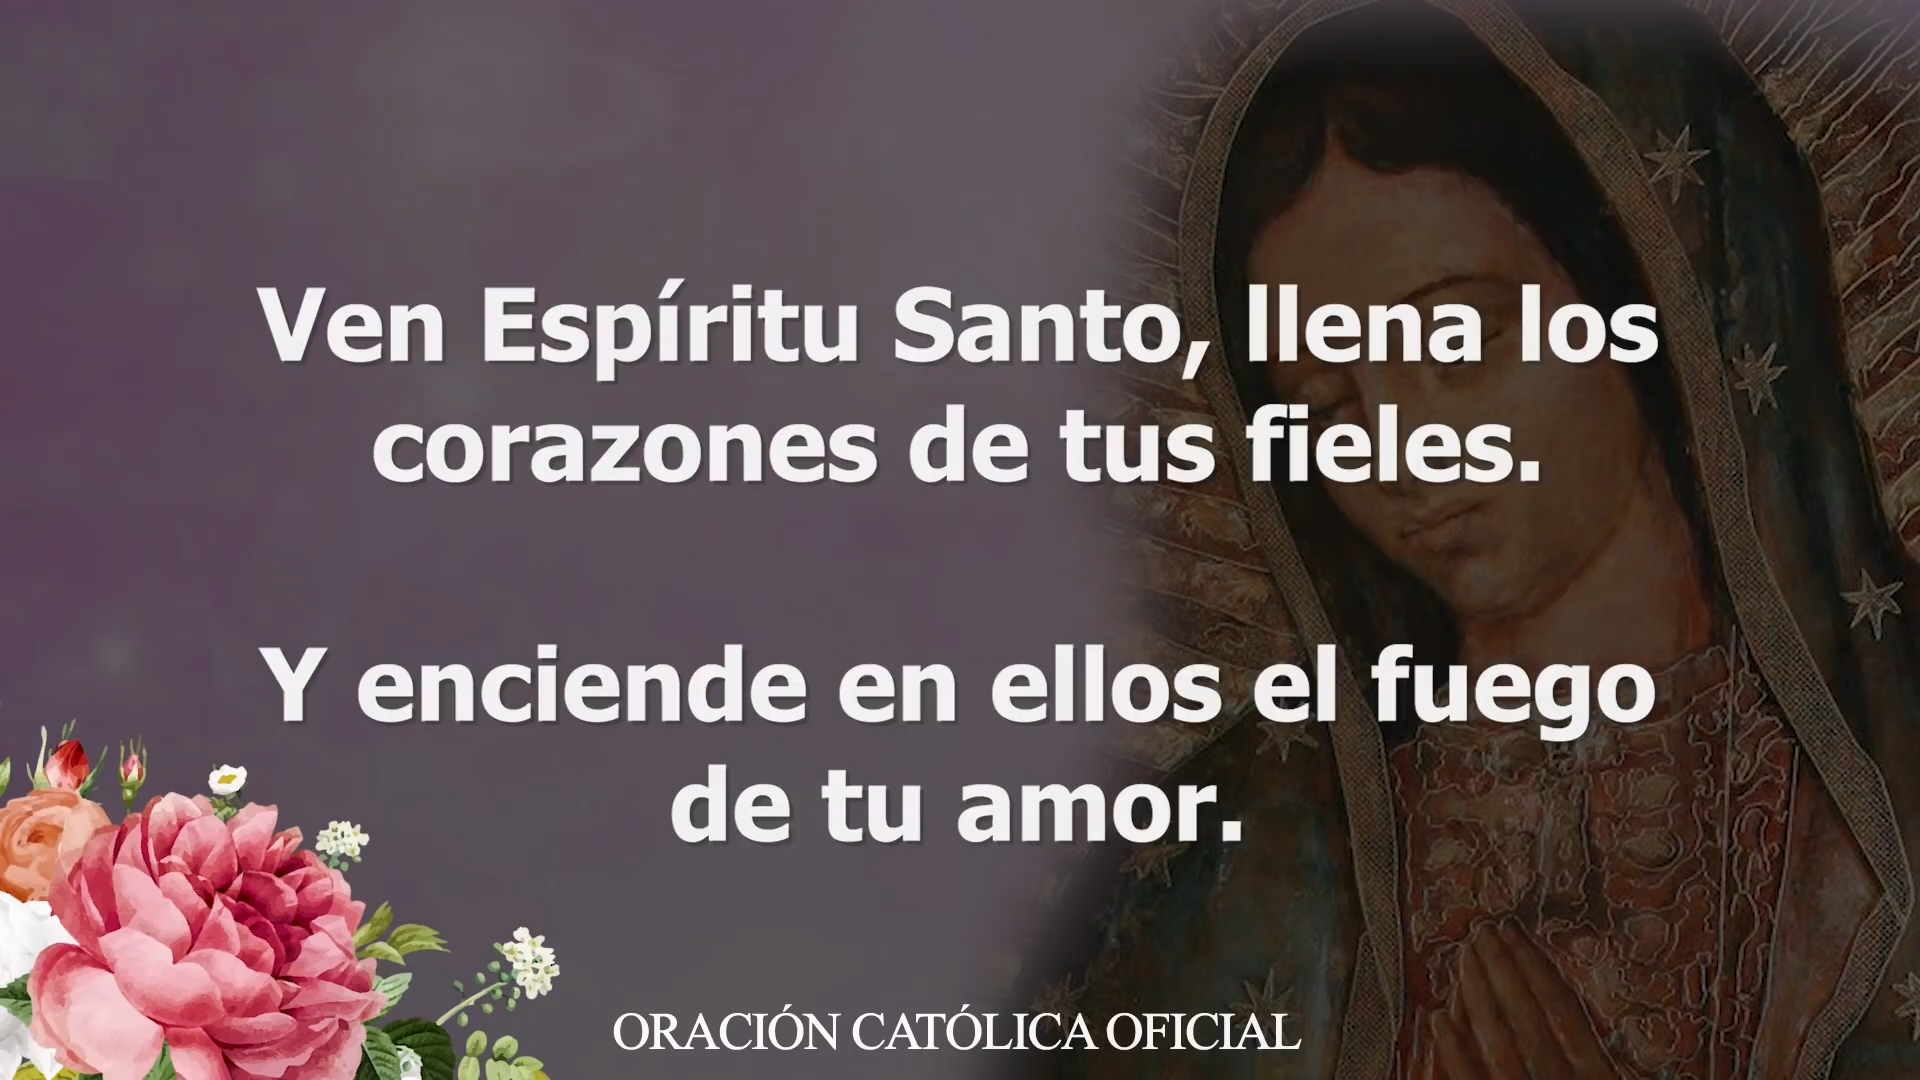 Ven Espíritu Santo, llena los
corazones de tus fieles.
Y enciende en ellos el fuego
de tu amor.
ORACIÓN CATÓLICA OFICIAL